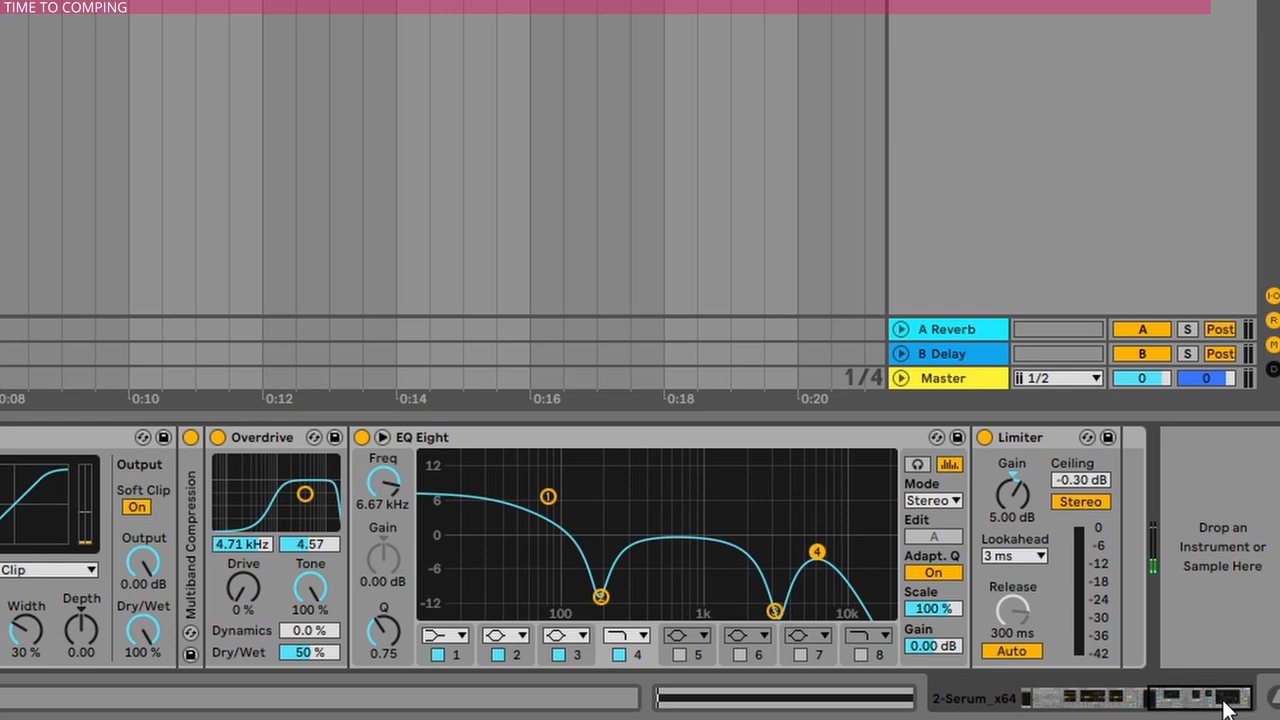 TIME TO COMPING
A Reverb A S Post
B Delay B S Post
1/4 Master 1/2 0 0
0:08 0:10 0:12 0:14 0:16 0:18 0:20
Output
Soft Clip
On
Output
0.00 dB
Clip
Width
30 %
Depth
0.00
Dry/Wet
100 %
Multiband Compression
Overdrive
4.71 kHz 4.57
Drive Tone
0 % 100 %
Dynamics 0.0 %
Dry/Wet 50 %
EQ Eight
Freq
6.67 kHz
Gain
0.00 dB
Q
0.75
12
6
0
-6
-12
100 1k 10k
1
2
3
4
1 2 3 4 5 6 7 8
Mode
Stereo
Edit
A
Adapt. Q
On
Scale
100 %
Gain
0.00 dB
Limiter
Gain
5.00 dB
Ceiling
-0.30 dB
Stereo
Lookahead
3 ms
Release
300 ms
Auto
0
-6
-12
-18
-24
-30
-36
-42
Drop an
Instrument or
Sample Here
2-Serum_x64